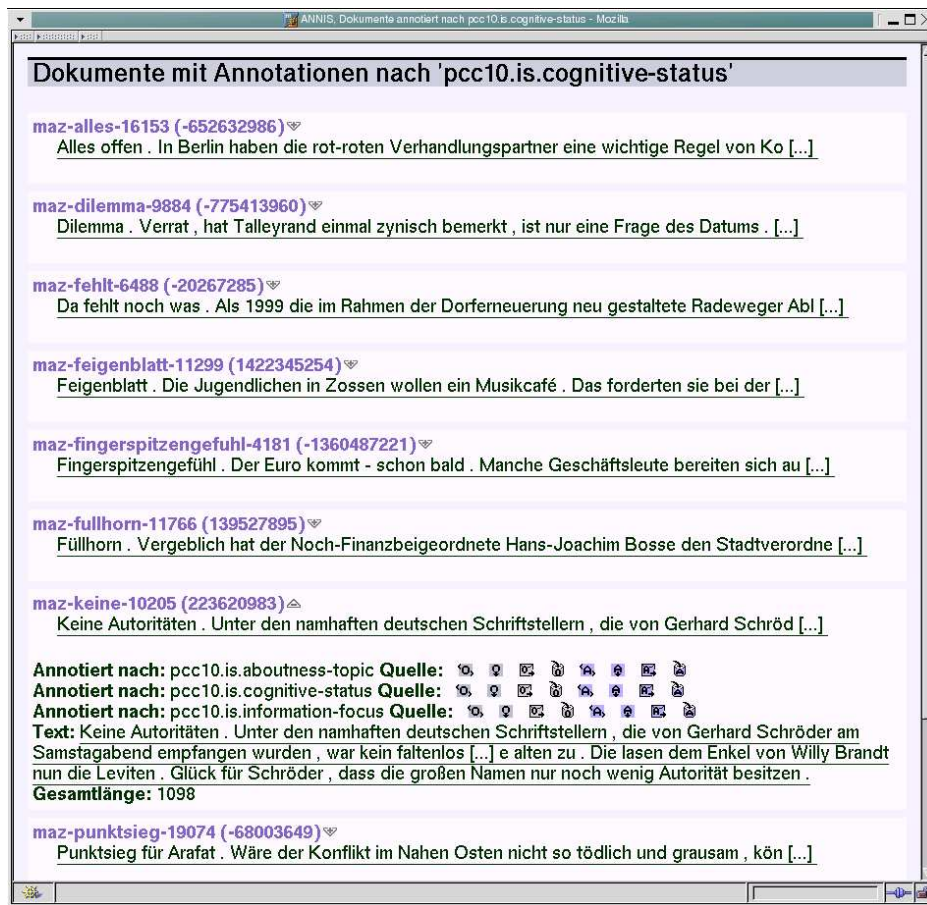 ANNIS, Dokumente annotiert nach pcc10.is.cognitive-status - Mozilla
Dokumente mit Annotationen nach 'pcc10.is.cognitive-status'
maz-alles-16153 (-652632986)
Alles offen . In Berlin haben die rot-roten Verhandlungspartner eine wichtige Regel von Ko [...]
maz-dilemma-9884 (-775413960)
Dilemma . Verrat , hat Talleyrand einmal zynisch bemerkt , ist nur eine Frage des Datums . [...]
maz-fehlt-6488 (-20267285)
Da fehlt noch was . Als 1999 die im Rahmen der Dorferneuerung neu gestaltete Radeweger Abl [...]
maz-feigenblatt-11299 (1422345254)
Feigenblatt . Die Jugendlichen in Zossen wollen ein Musikcafé . Das forderten sie bei der [...]
maz-fingerspitzengefuhl-4181 (-1360487221)
Fingerspitzengefühl . Der Euro kommt - schon bald . Manche Geschäftsleute bereiten sich au [...]
maz-fullhorn-11766 (139527895)
Füllhorn . Vergeblich hat der Noch-Finanzbeigeordnete Hans-Joachim Bosse den Stadtverordne [...]
maz-keine-10205 (223620983)
Keine Autoritäten . Unter den namhaften deutschen Schriftstellern , die von Gerhard Schröd [...]
Annotiert nach: pcc10.is.aboutness-topic Quelle:
Annotiert nach: pcc10.is.cognitive-status Quelle:
Annotiert nach: pcc10.is.information-focus Quelle:
Text: Keine Autoritäten . Unter den namhaften deutschen Schriftstellern , die von Gerhard Schröder am
Samstagabend empfangen wurden , war kein faltenlos [...] e alten zu . Die lasen dem Enkel von Willy Brandt
nun die Leviten . Glück für Schröder , dass die großen Namen nur noch wenig Autorität besitzen .
Gesamtlänge: 1098
maz-punktsieg-19074 (-68003649)
Punktsieg für Arafat . Wäre der Konflikt im Nahen Osten nicht so tödlich und grausam , kön [...]